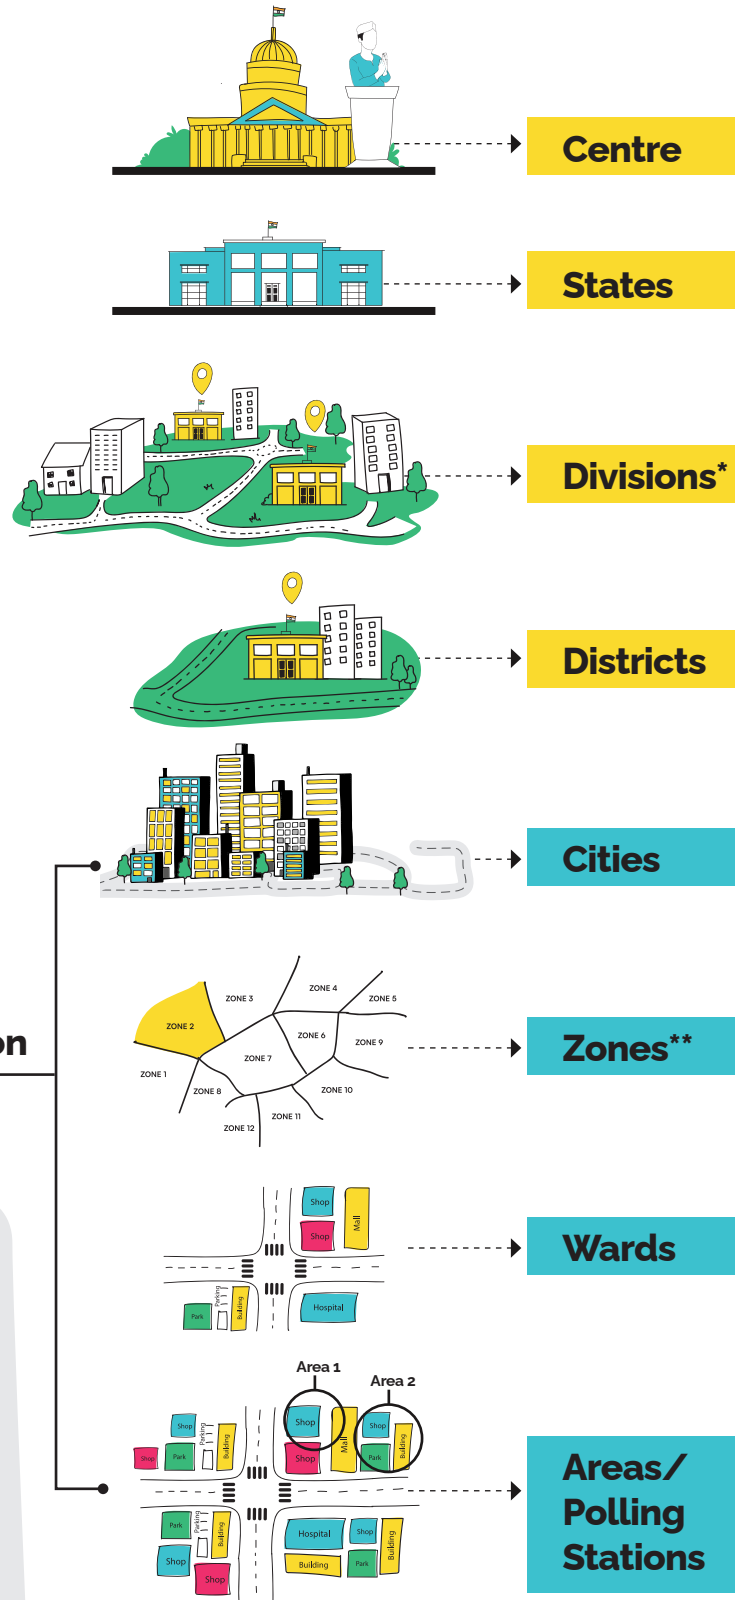 Centre
States
Divisions*
Districts
Cities
ZONE 4
ZONE 3
ZONE 5
ZONE 2
ZONE 6
ZONE 9
on
Zones**
ZONE 7
ZONE 1
ZONE 8
ZONE 10
ZONE 11
ZONE 12
Shop
Mall
Shop
Wards
Parking
Building
Park
Hospital
Area 1
Area 2
Shop
Parking
Building
Shop
Park
Shop
Mall
Shop
Shop
Building
Park
Areas/
Polling
Stations
Park
Parking
Building
Shop
Shop
Hospital
Shop
Building
Building
Park